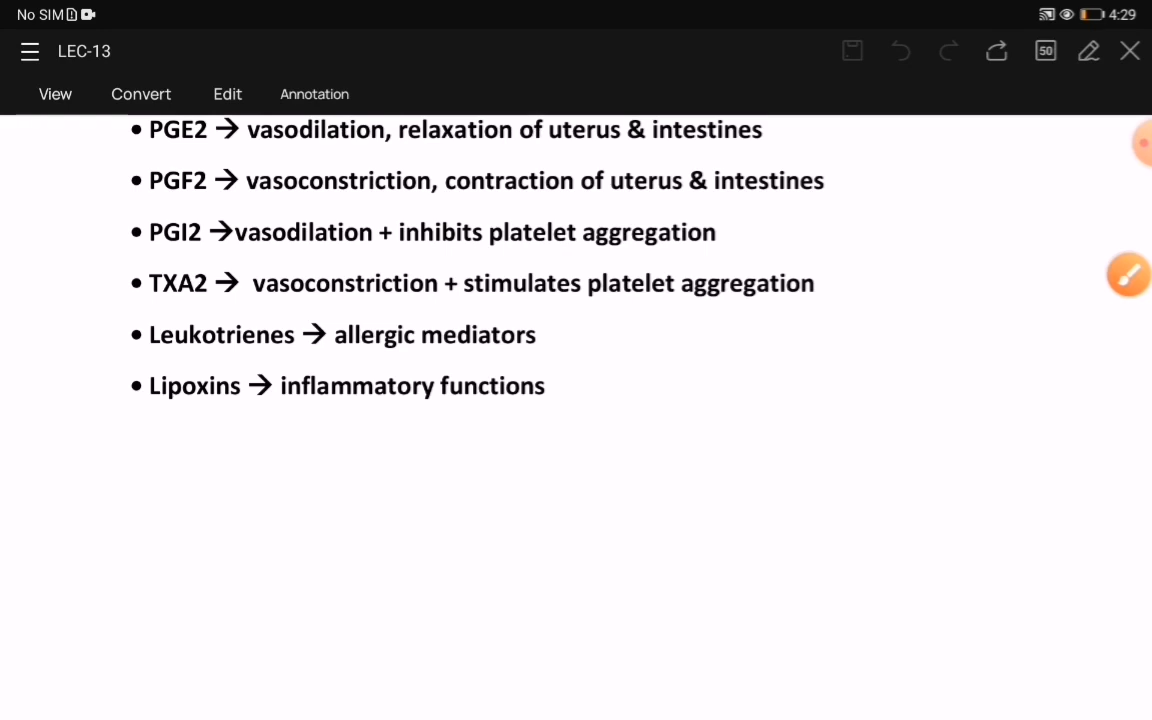 No SIM 4:29
LEC-13 50
View Convert Edit Annotation
• PGE2 → vasodilation, relaxation of uterus & intestines
• PGF2 → vasoconstriction, contraction of uterus & intestines
• PGI2 →vasodilation + inhibits platelet aggregation
• TXA2 → vasoconstriction + stimulates platelet aggregation
• Leukotrienes → allergic mediators
• Lipoxins → inflammatory functions